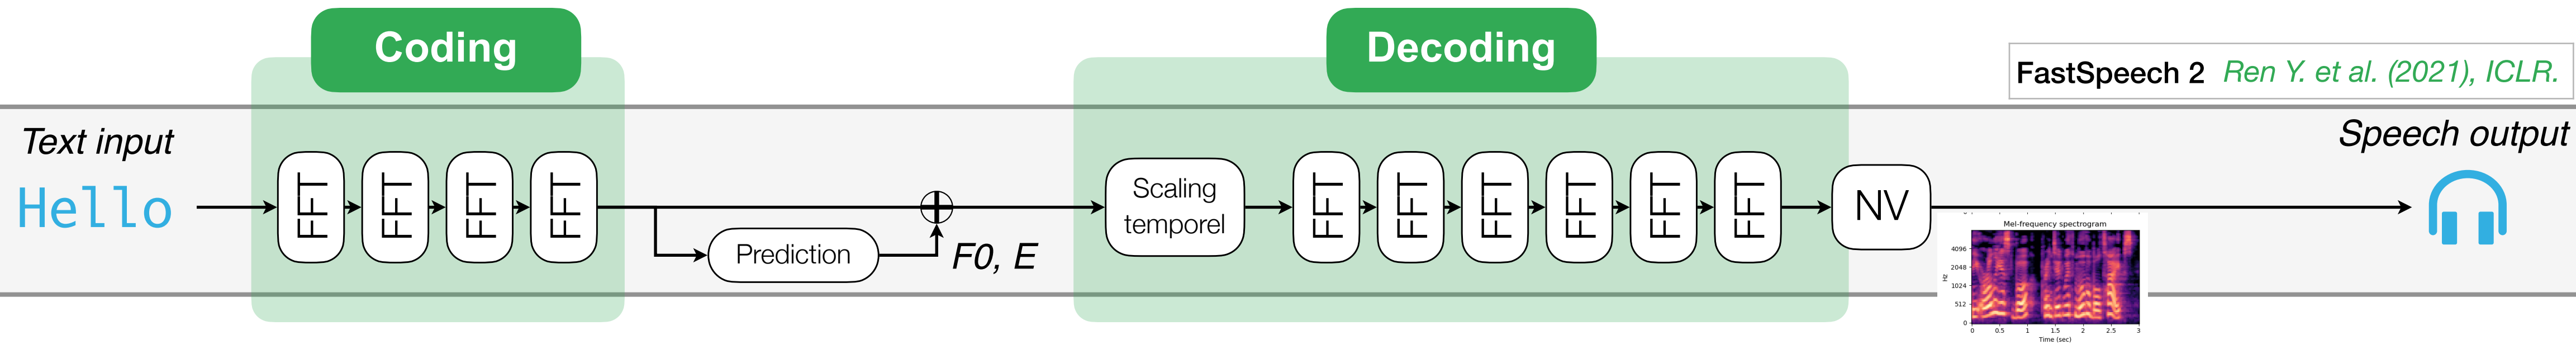 Coding
Decoding
FastSpeech 2 Ren Y. et al. (2021), ICLR.
Text input
Speech output
Hello
FFT
FFT
FFT
FFT
Prediction
F0, E
Scaling
temporel
FFT
FFT
FFT
FFT
FFT
FFT
NV
Mel-frequency spectrogram
Hz
4096
2048
1024
512
0
0 0.5 1 1.5 2 2.5 3
Time (sec)